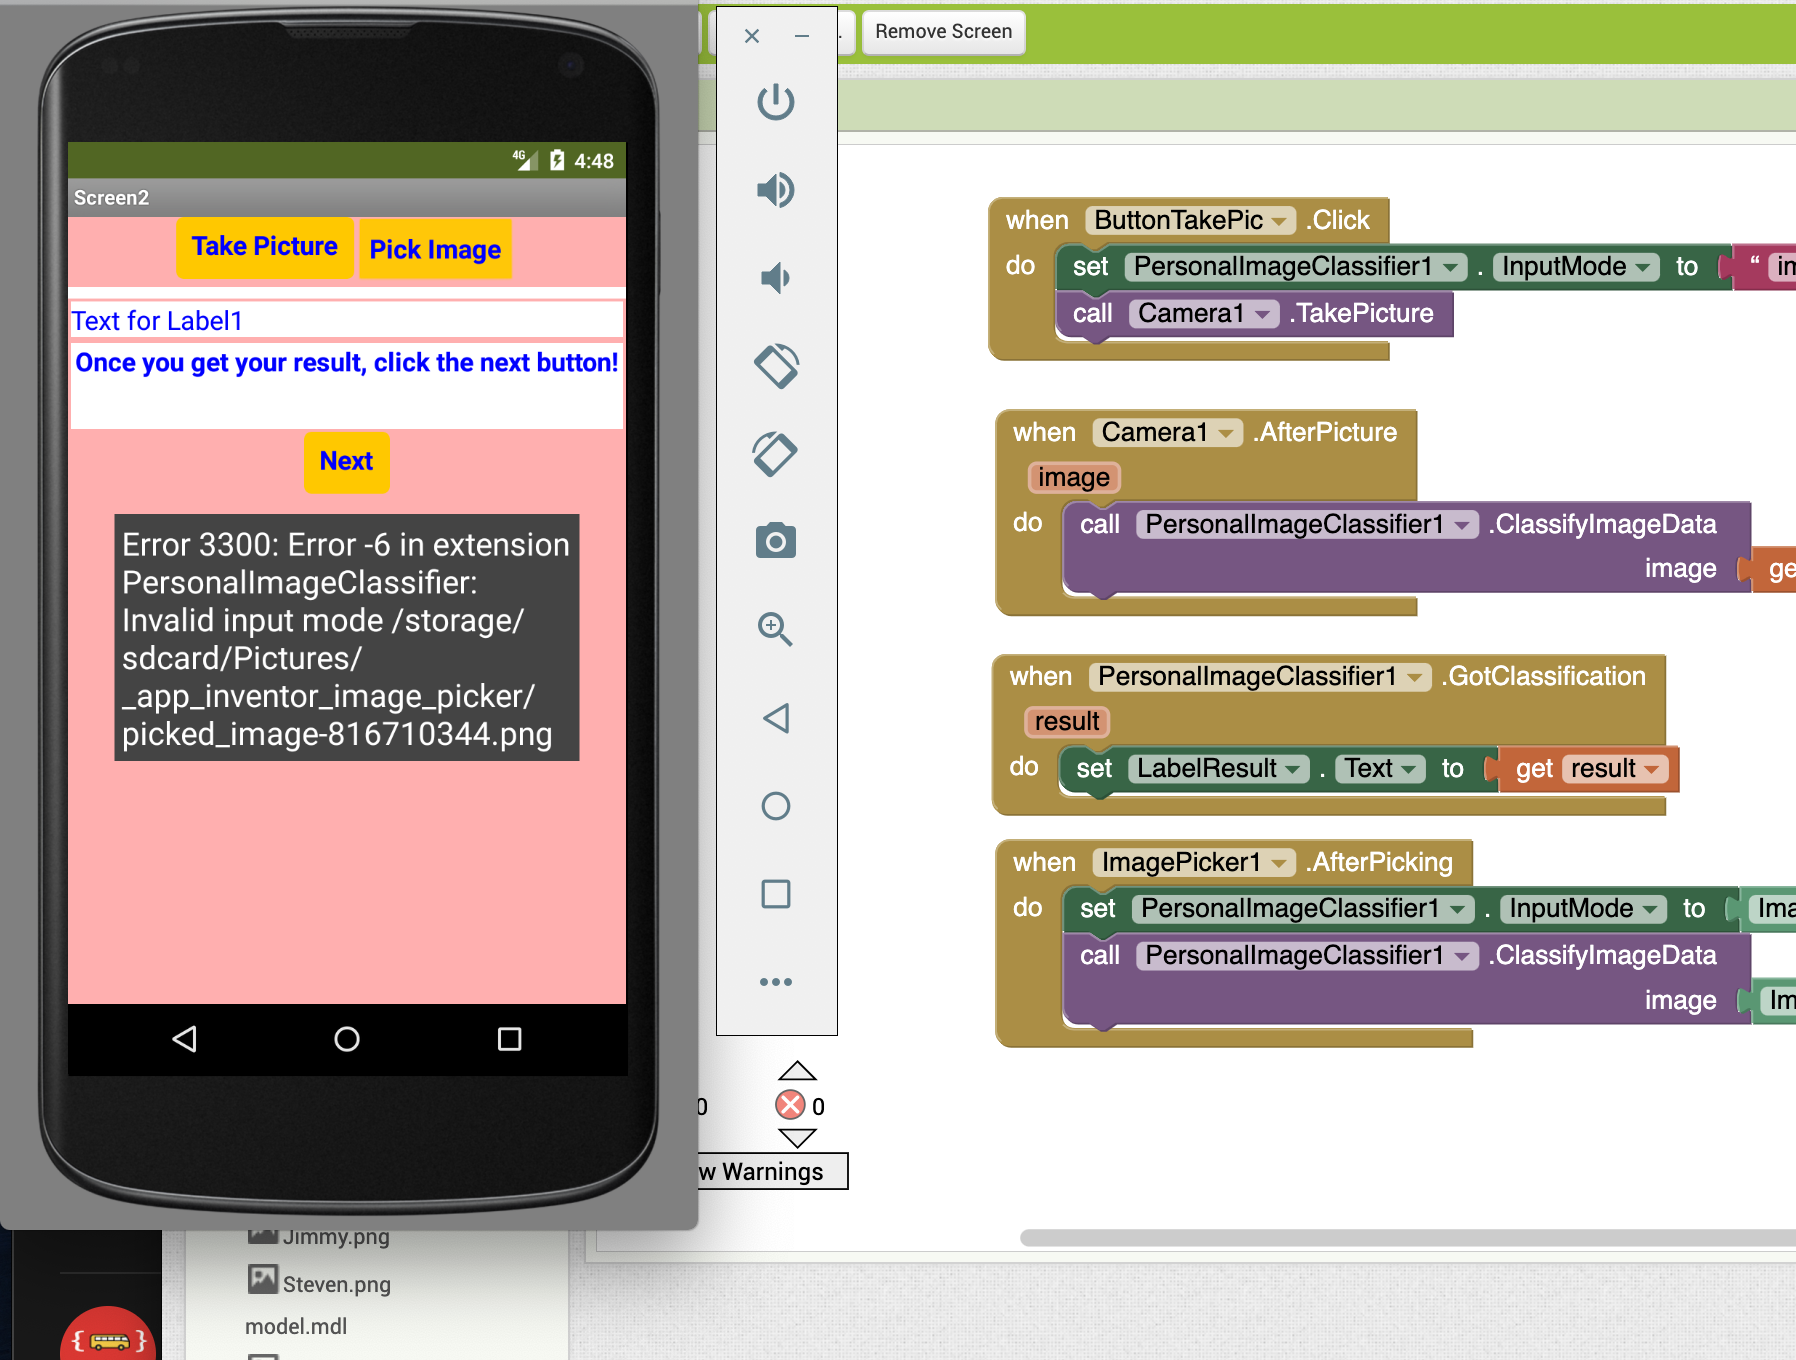 Remove Screen
4G 4:48
Screen2
Take Picture Pick Image
Text for Label1
Once you get your result, click the next button!
Next
Error 3300: Error -6 in extension
PersonalImageClassifier:
Invalid input mode /storage/
sdcard/Pictures/
_app_inventor_image_picker/
picked_image-816710344.png
when ButtonTakePic .Click
do set PersonalImageClassifier1 . InputMode to “ im
call Camera1 .TakePicture
when Camera1 .AfterPicture
image
do call PersonalImageClassifier1 .ClassifyImageData
image ge
when PersonalImageClassifier1 .GotClassification
result
do set LabelResult . Text to get result
when ImagePicker1 .AfterPicking
do set PersonalImageClassifier1 . InputMode to Ima
call PersonalImageClassifier1 .ClassifyImageData
image Im
0 0
w Warnings
Jimmy.png
Steven.png
model.mdl